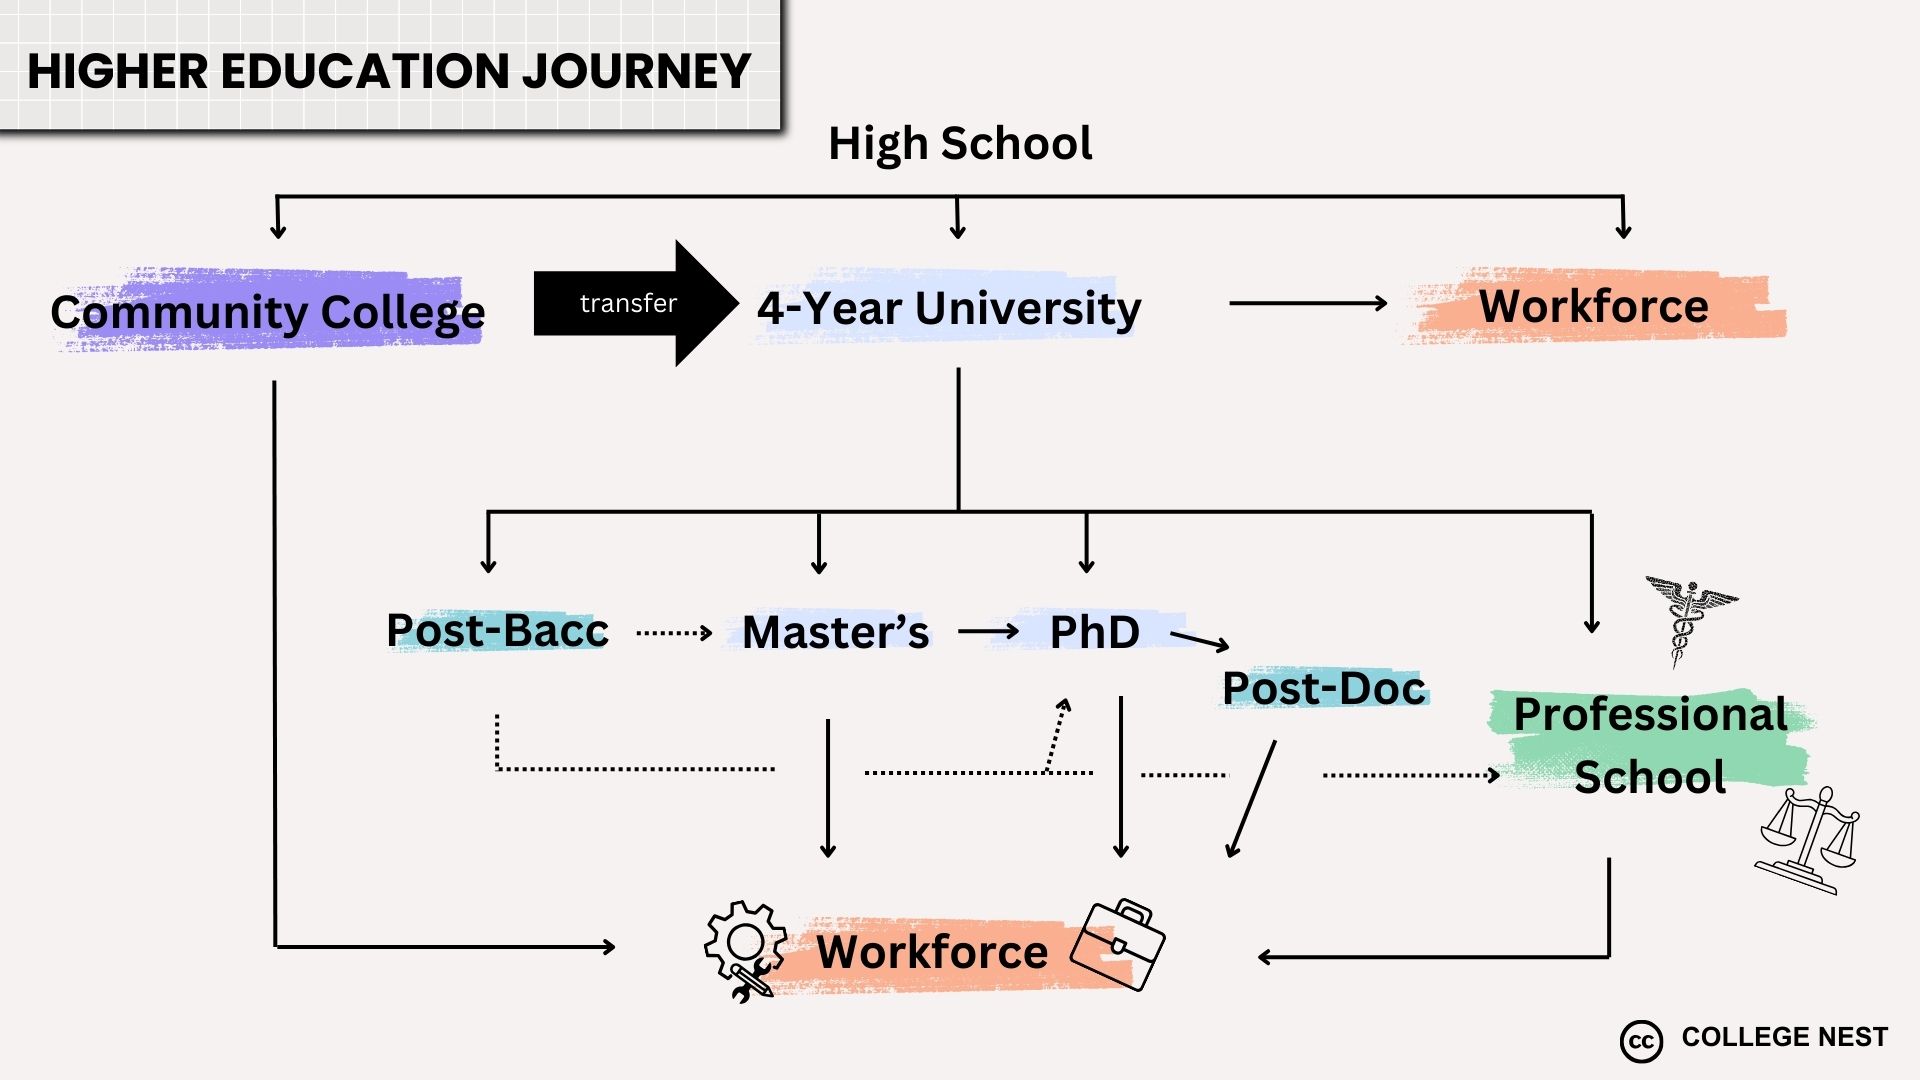 HIGHER EDUCATION JOURNEY
High School
Community College
transfer
4-Year University
Workforce
Post-Bacc
Master’s
PhD
Post-Doc
Professional
School
Workforce
cc COLLEGE NEST